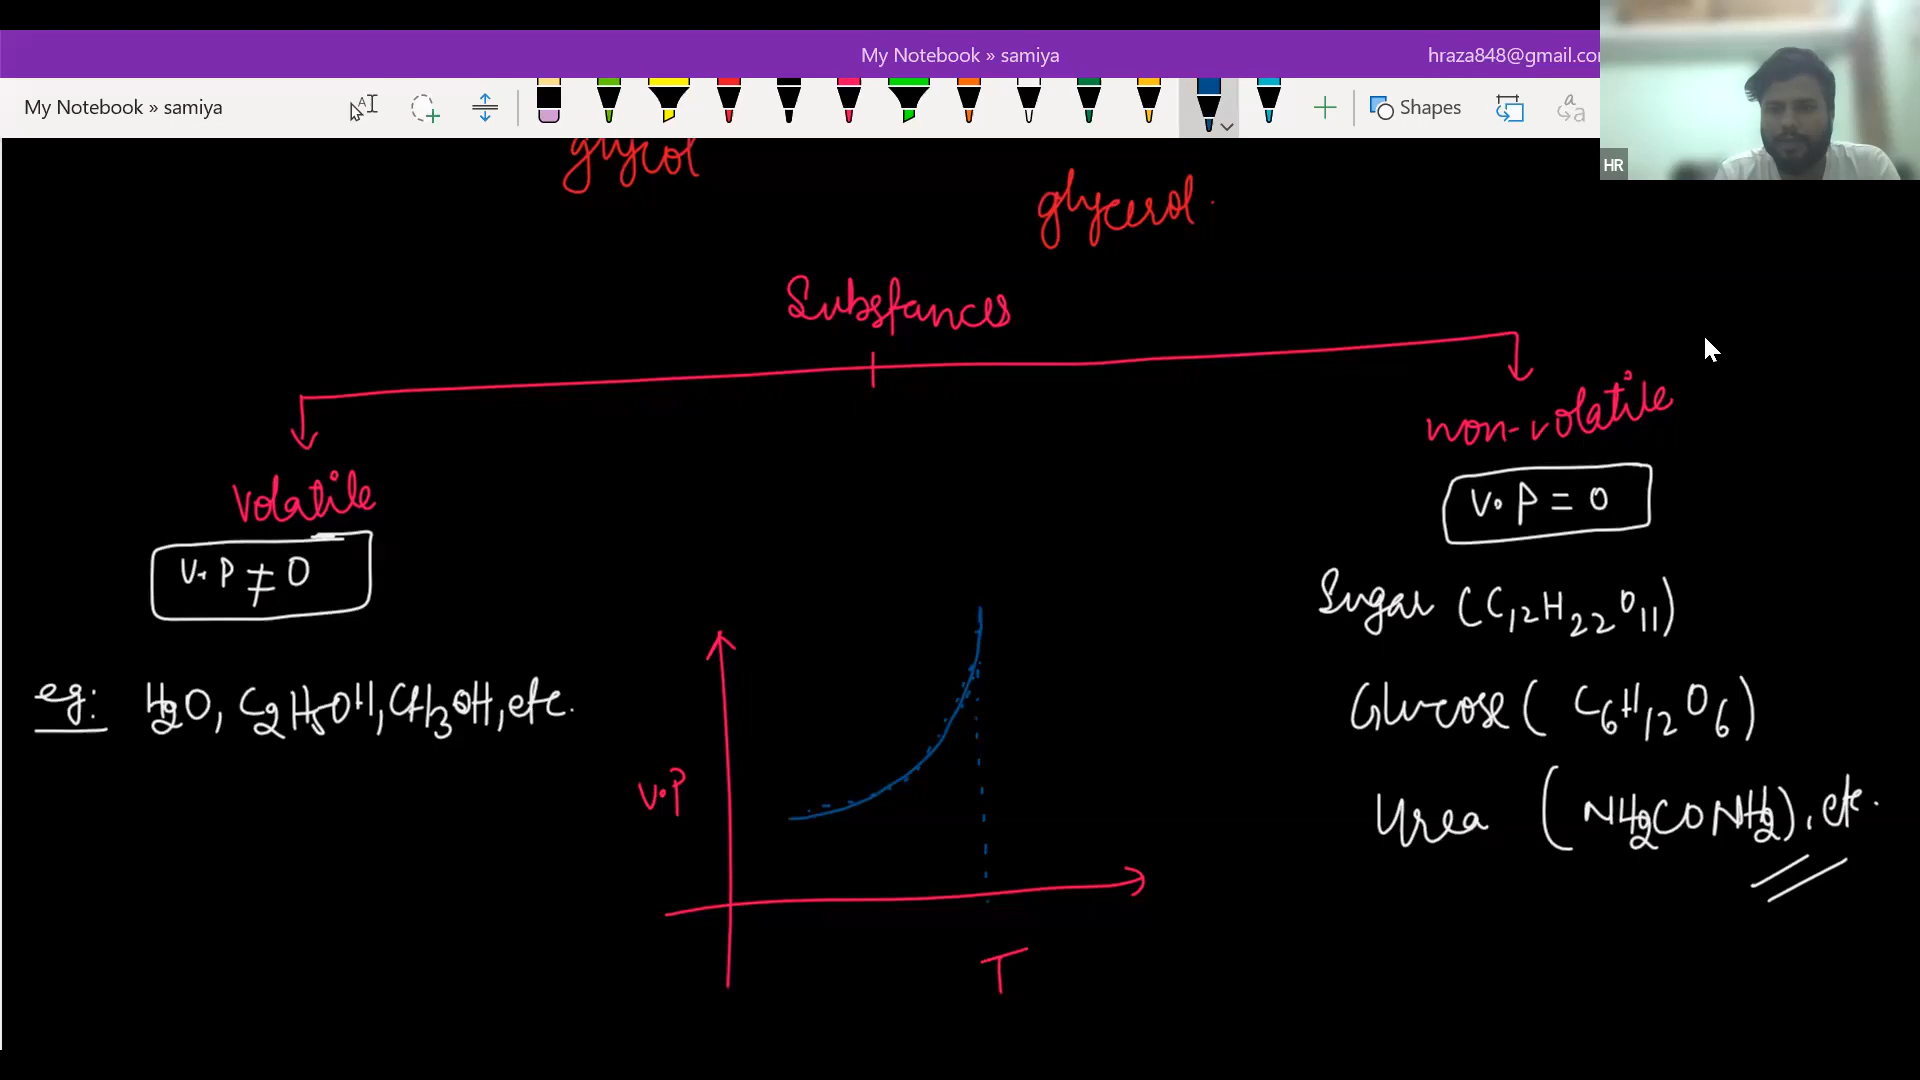 My Notebook » samiya
hraza848@gmail.co
My Notebook » samiya
Shapes
HR
glycol
glycerol.
Substances
non-volatile
Volatile
V.P = 0
V.P ≠ 0
Sugar (C₁₂H₂₂O₁₁)
eg: H₂O, C₂H₅OH, CH₃OH, etc.
Glucose (C₆H₁₂O₆)
V.P
Urea (NH₂CONH₂), etc.
T